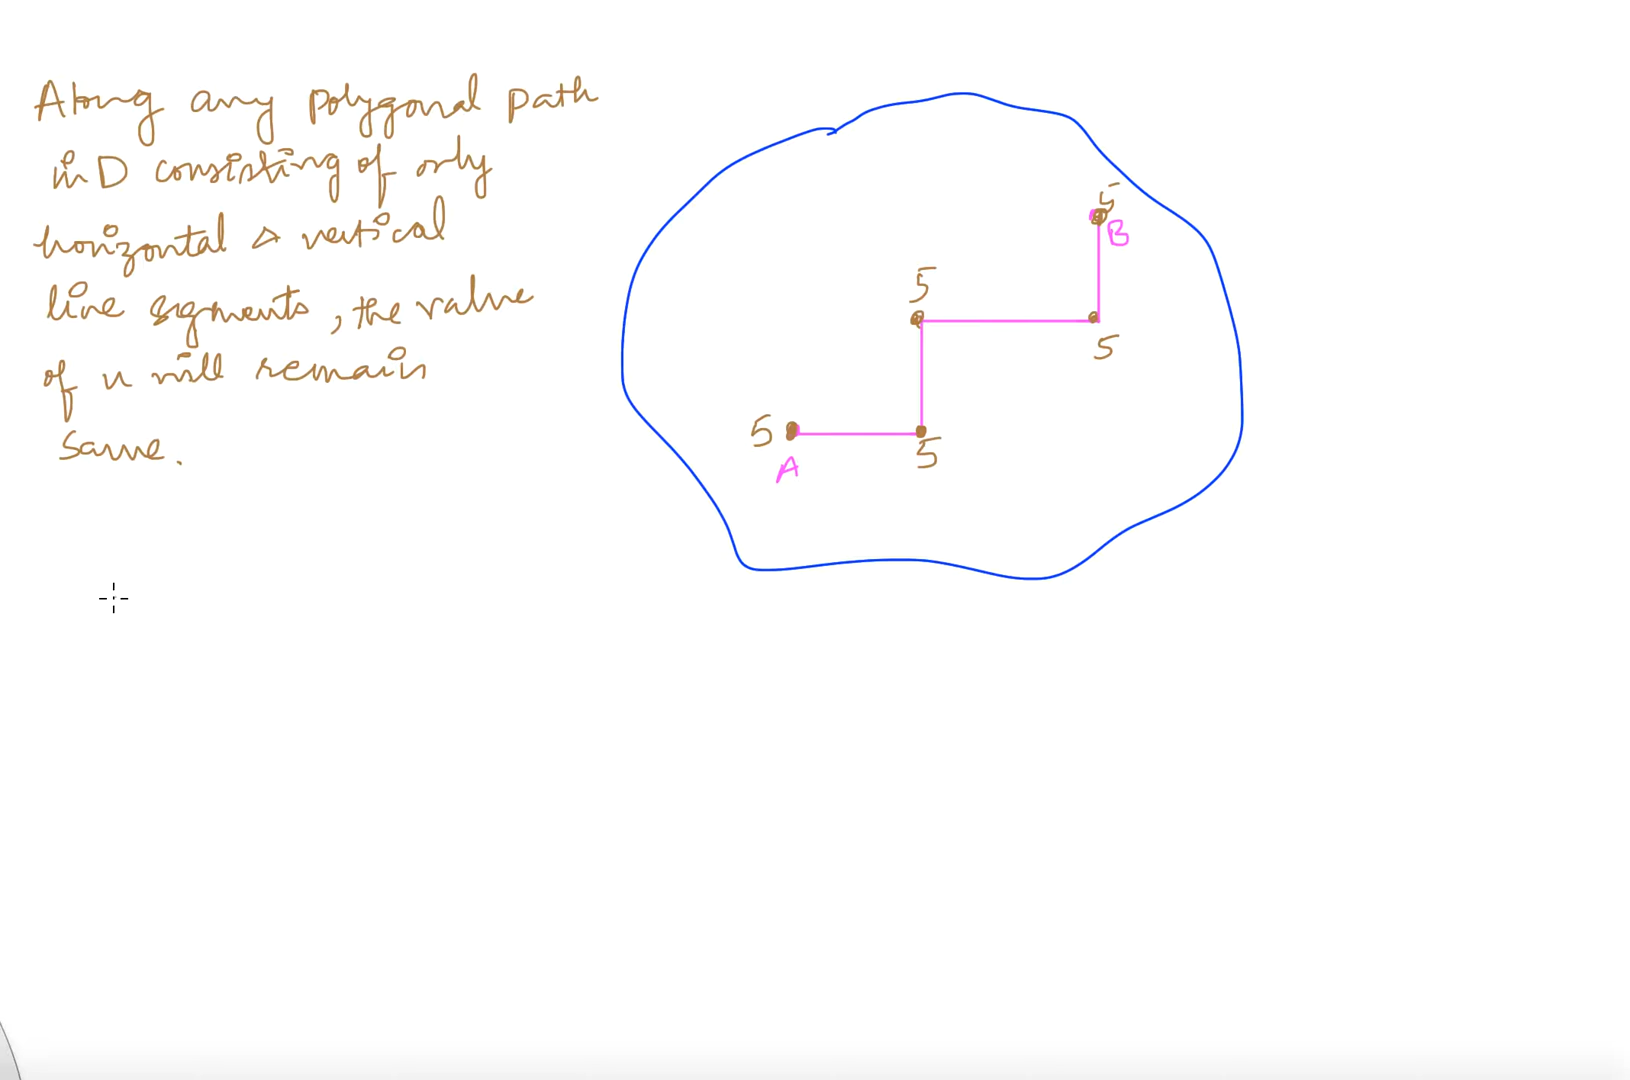 Along any polygonal path
in D consisting of only
horizontal & vertical
line segments, the value
of u will remain
same.
5
B
5
5
5
5
A